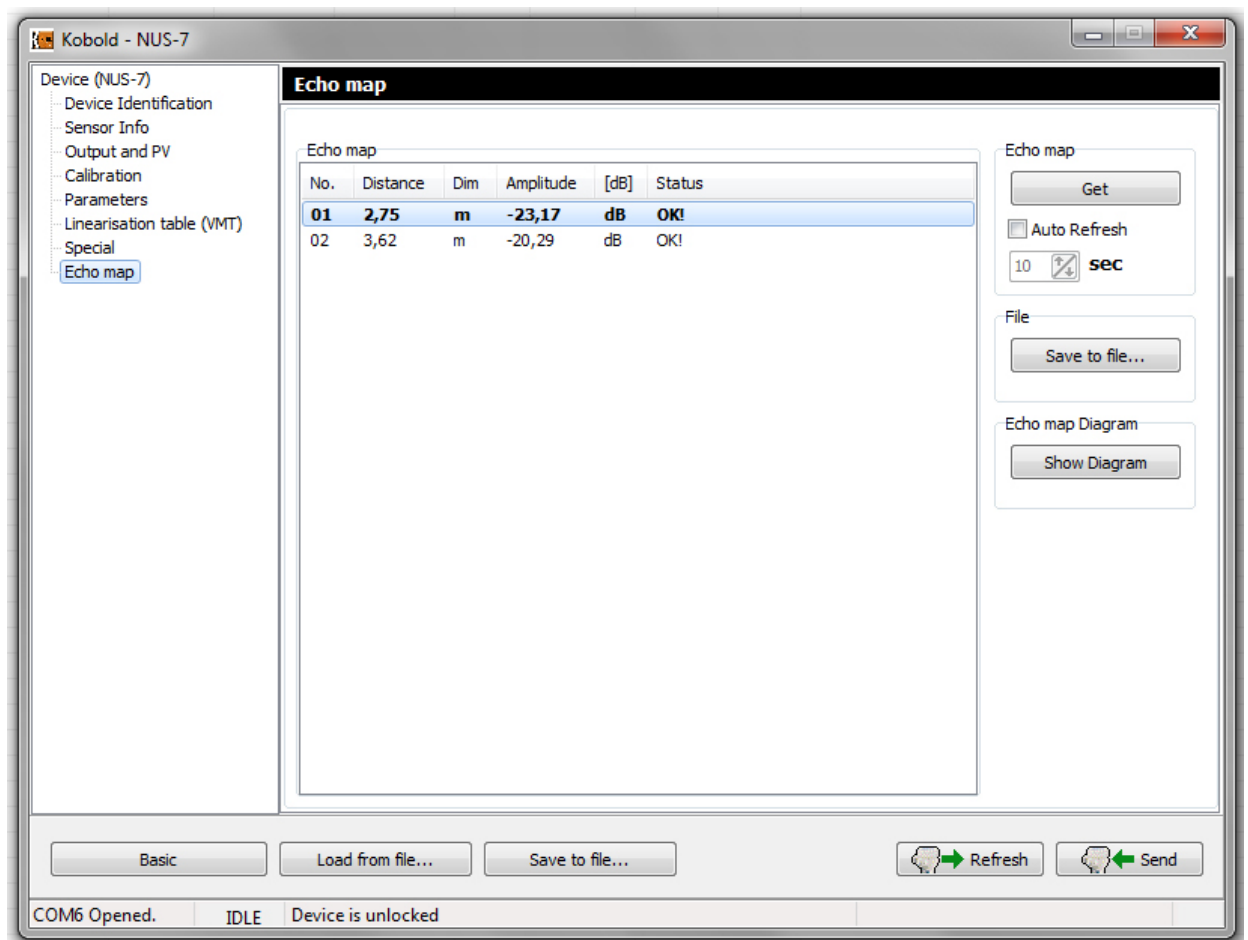 Kobold - NUS-7
Device (NUS-7)
Device Identification
Sensor Info
Output and PV
Calibration
Parameters
Linearisation table (VMT)
Special
Echo map
Echo map
Echo map
No. Distance Dim Amplitude [dB] Status
01 2,75 m -23,17 dB OK!
02 3,62 m -20,29 dB OK!
Echo map
Get
Auto Refresh
10 sec
File
Save to file...
Echo map Diagram
Show Diagram
Basic Load from file... Save to file... Refresh Send
COM6 Opened. IDLE Device is unlocked